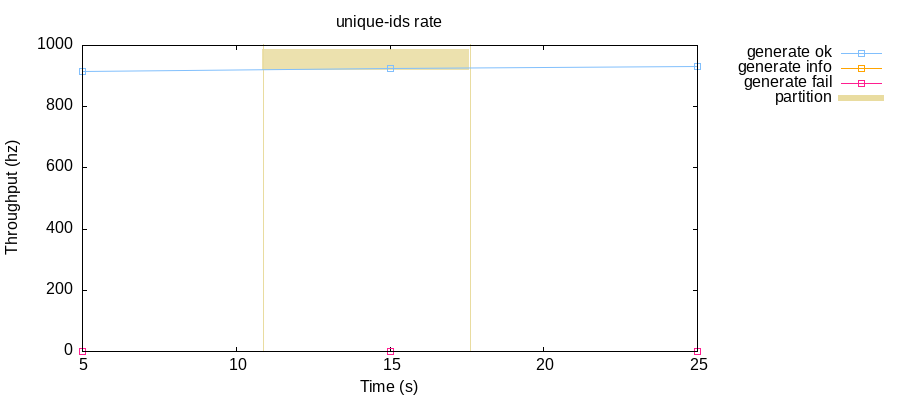 unique-ids rate
generate ok
generate info
generate fail
partition
1000
800
600
400
200
0
Throughput (hz)
5 10 15 20 25
Time (s)